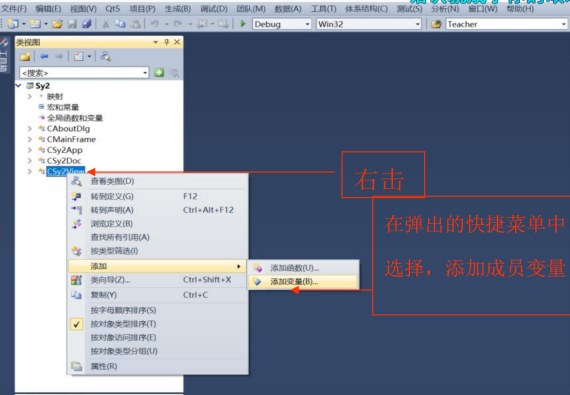 文件(F) 编辑(E) 视图(V) Qt5 项目(P) 生成(B) 调试(D) 团队(M) 数据(A) 工具(T) 体系结构(C) 测试(S) 分析(N) 窗口(W) 帮助(H)
Debug Win32 Teacher
工具箱
类视图
<搜索>
Sy2
映射
宏和常量
全局函数和变量
CAboutDlg
CMainFrame
CSy2App
CSy2Doc
CSy2View
右击
查看类图(D)
转到定义(G) F12
转到声明(A) Ctrl+Alt+F12
浏览定义(B)
查找所有引用(A)
按类型筛选(I)
添加
添加函数(U)...
添加变量(B)...
类向导(Z)... Ctrl+Shift+X
复制(Y) Ctrl+C
按字母顺序排序(S)
按对象类型排序(T)
按对象访问排序(E)
按对象类型分组(U)
属性(R)
在弹出的快捷菜单中
选择，添加成员变量